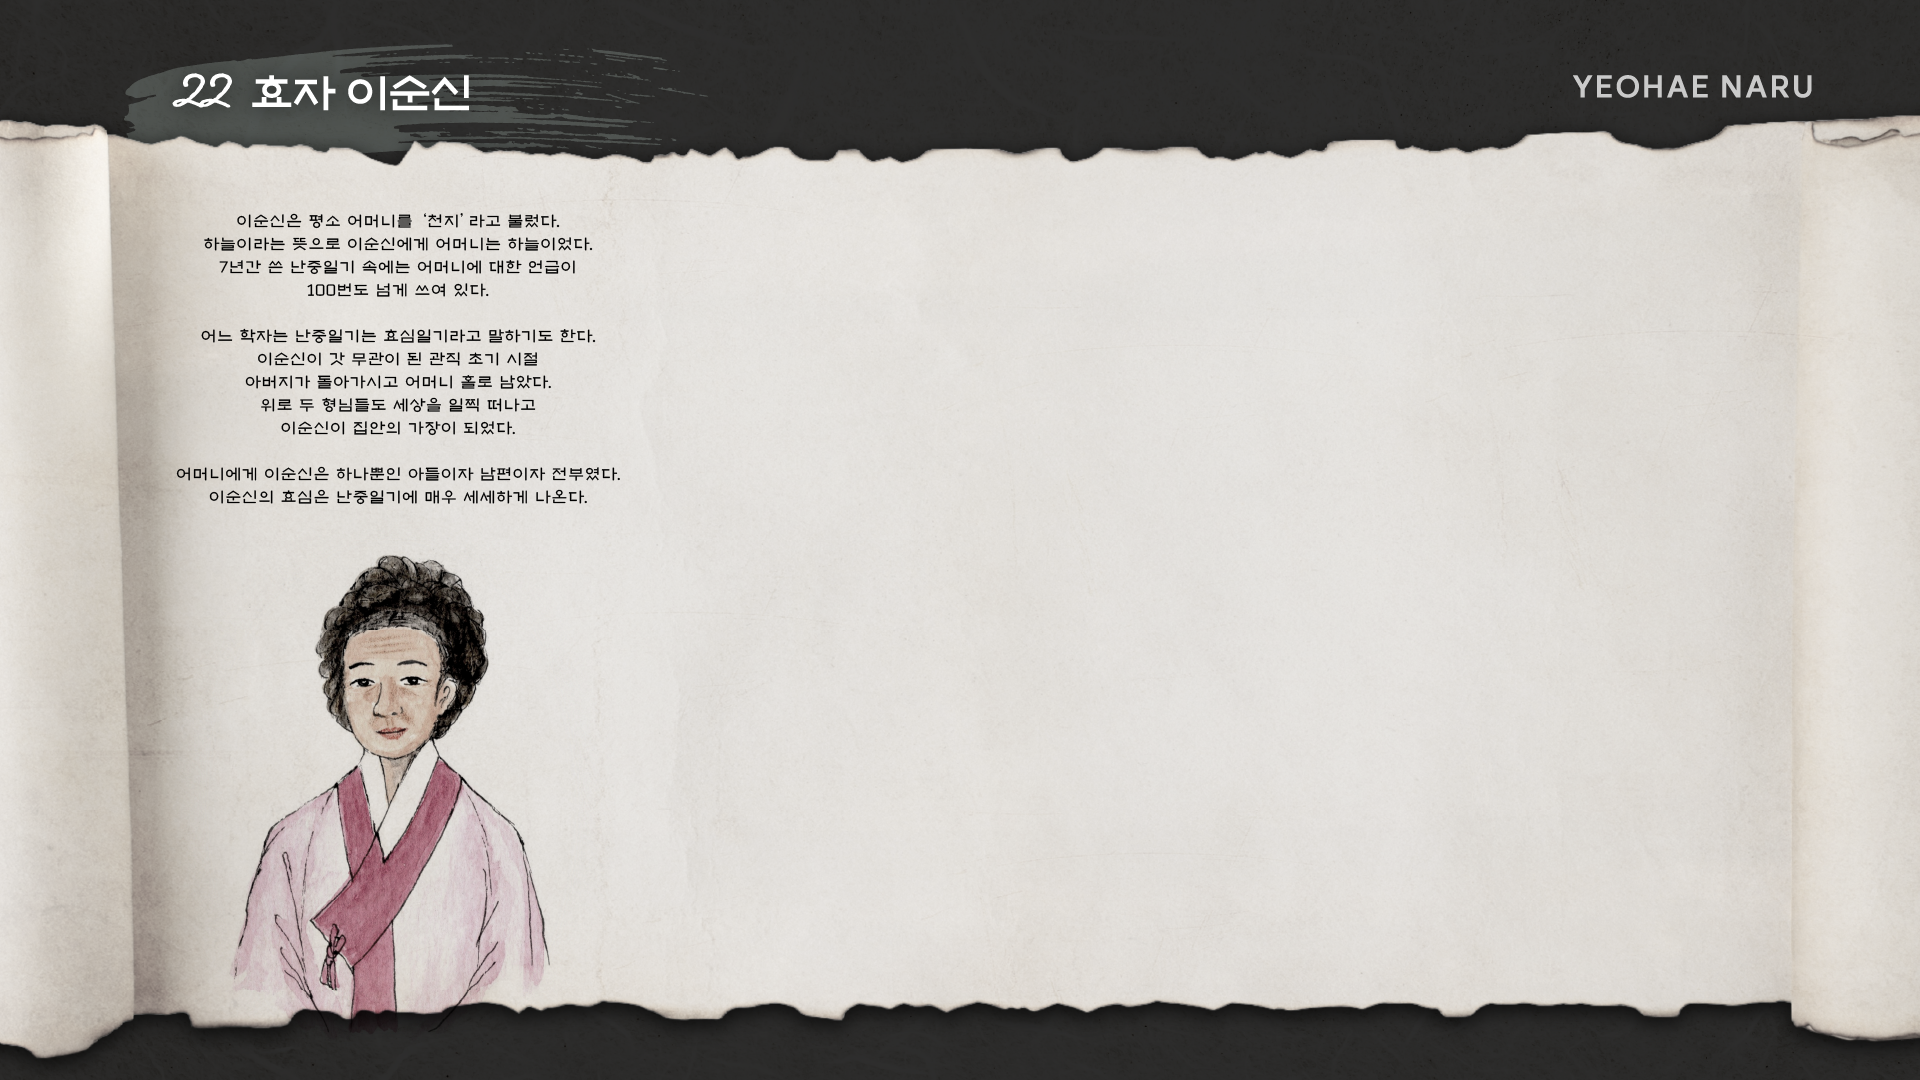 22 효자 이순신
YEOHAE NARU
이순신은 평소 어머니를 ‘천지’ 라고 불렀다.
하늘이라는 뜻으로 이순신에게 어머니는 하늘이었다.
7년간 쓴 난중일기 속에는 어머니에 대한 언급이
100번도 넘게 쓰여 있다.
어느 학자는 난중일기는 효심일기라고 말하기도 한다.
이순신이 갓 무관이 된 관직 초기 시절
아버지가 돌아가시고 어머니 홀로 남았다.
위로 두 형님들도 세상을 일찍 떠나고
이순신이 집안의 가장이 되었다.
어머니에게 이순신은 하나뿐인 아들이자 남편이자 전부였다.
이순신의 효심은 난중일기에 매우 세세하게 나온다.